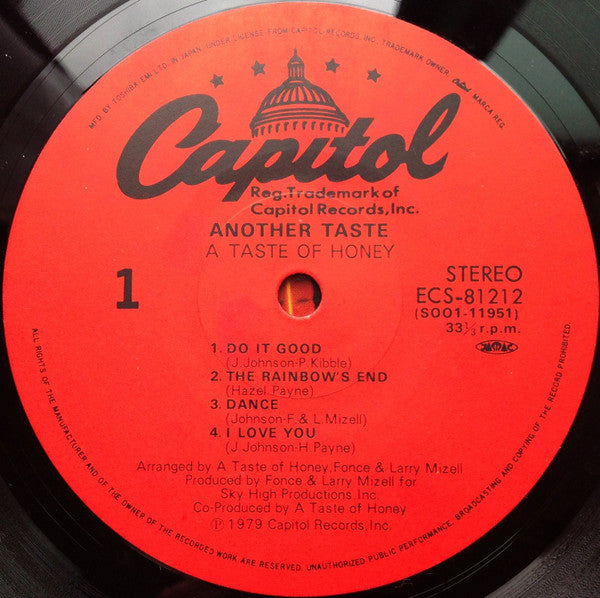 MFD. BY TOSHIBA EMI LTD. IN JAPAN, UNDER LICENSE FROM CAPITOL RECORDS, INC. TRADEMARK OWNER Capitol MARCA REG.
Capitol
Reg.Trademark of
Capitol Records,Inc.
ANOTHER TASTE
A TASTE OF HONEY
1
STEREO
ECS-81212
(SOO1-11951)
33⅓ r.p.m.
1. DO IT GOOD
(J.Johnson-P.Kibble)
2. THE RAINBOW'S END
(Hazel.Payne)
3. DANCE
(Johnson-F.& L.Mizell)
4. I LOVE YOU
(J.Johnson-H.Payne)
Arranged by A Taste of Honey, Fonce & Larry Mizell
Produced by Fonce & Larry Mizell for
Sky High Productions, Inc.
Co-Produced by A Taste of Honey
℗ 1979 Capitol Records, Inc.
ALL RIGHTS OF THE MANUFACTURER AND OF THE OWNER OF THE RECORDED WORK ARE RESERVED. UNAUTHORIZED PUBLIC PERFORMANCE, BROADCASTING AND COPYING OF THE RECORD PROHIBITED.